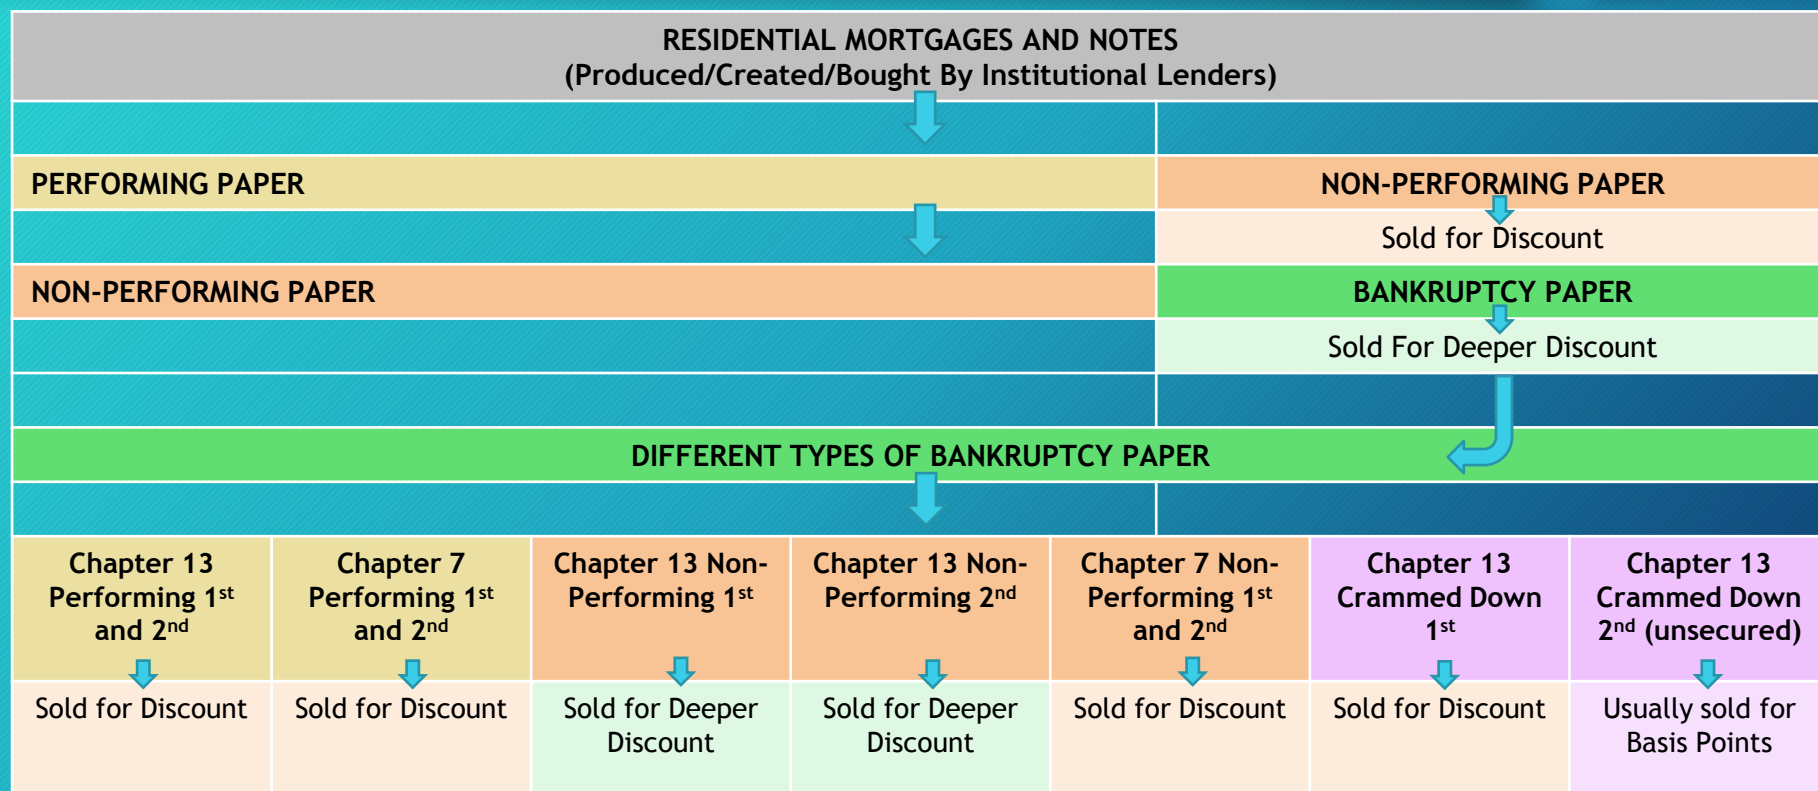 RESIDENTIAL MORTGAGES AND NOTES
(Produced/Created/Bought By Institutional Lenders)
PERFORMING PAPER
NON-PERFORMING PAPER
Sold for Discount
NON-PERFORMING PAPER
BANKRUPTCY PAPER
Sold For Deeper Discount
DIFFERENT TYPES OF BANKRUPTCY PAPER
Chapter 13
Performing 1st
and 2nd
Chapter 7
Performing 1st
and 2nd
Chapter 13 Non-
Performing 1st
Chapter 13 Non-
Performing 2nd
Chapter 7 Non-
Performing 1st
and 2nd
Chapter 13
Crammed Down
1st
Chapter 13
Crammed Down
2nd (unsecured)
Sold for Discount
Sold for Discount
Sold for Deeper
Discount
Sold for Deeper
Discount
Sold for Discount
Sold for Discount
Usually sold for
Basis Points